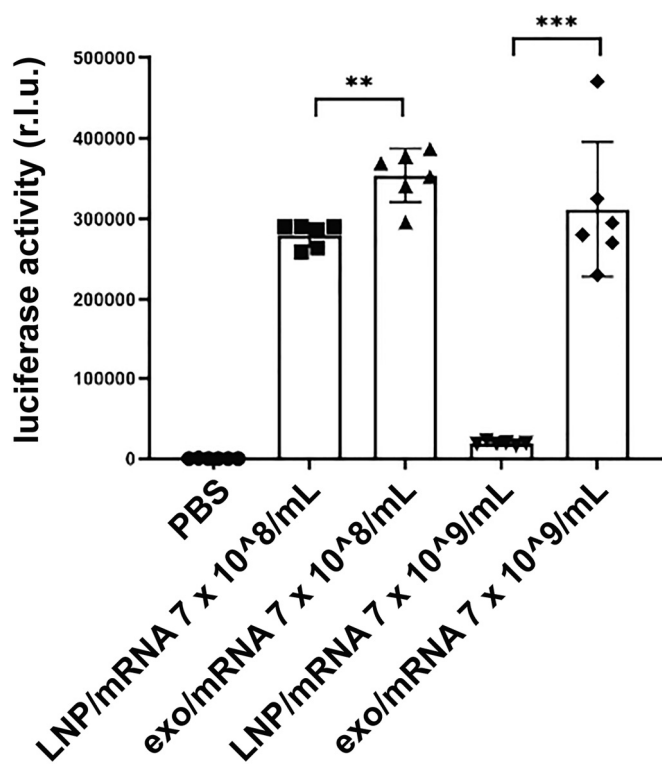 luciferase activity (r.l.u.)
500000
400000
300000
200000
100000
0
**
***
PBS
LNP/mRNA 7 x 10^8/mL
exo/mRNA 7 x 10^8/mL
LNP/mRNA 7 x 10^9/mL
exo/mRNA 7 x 10^9/mL